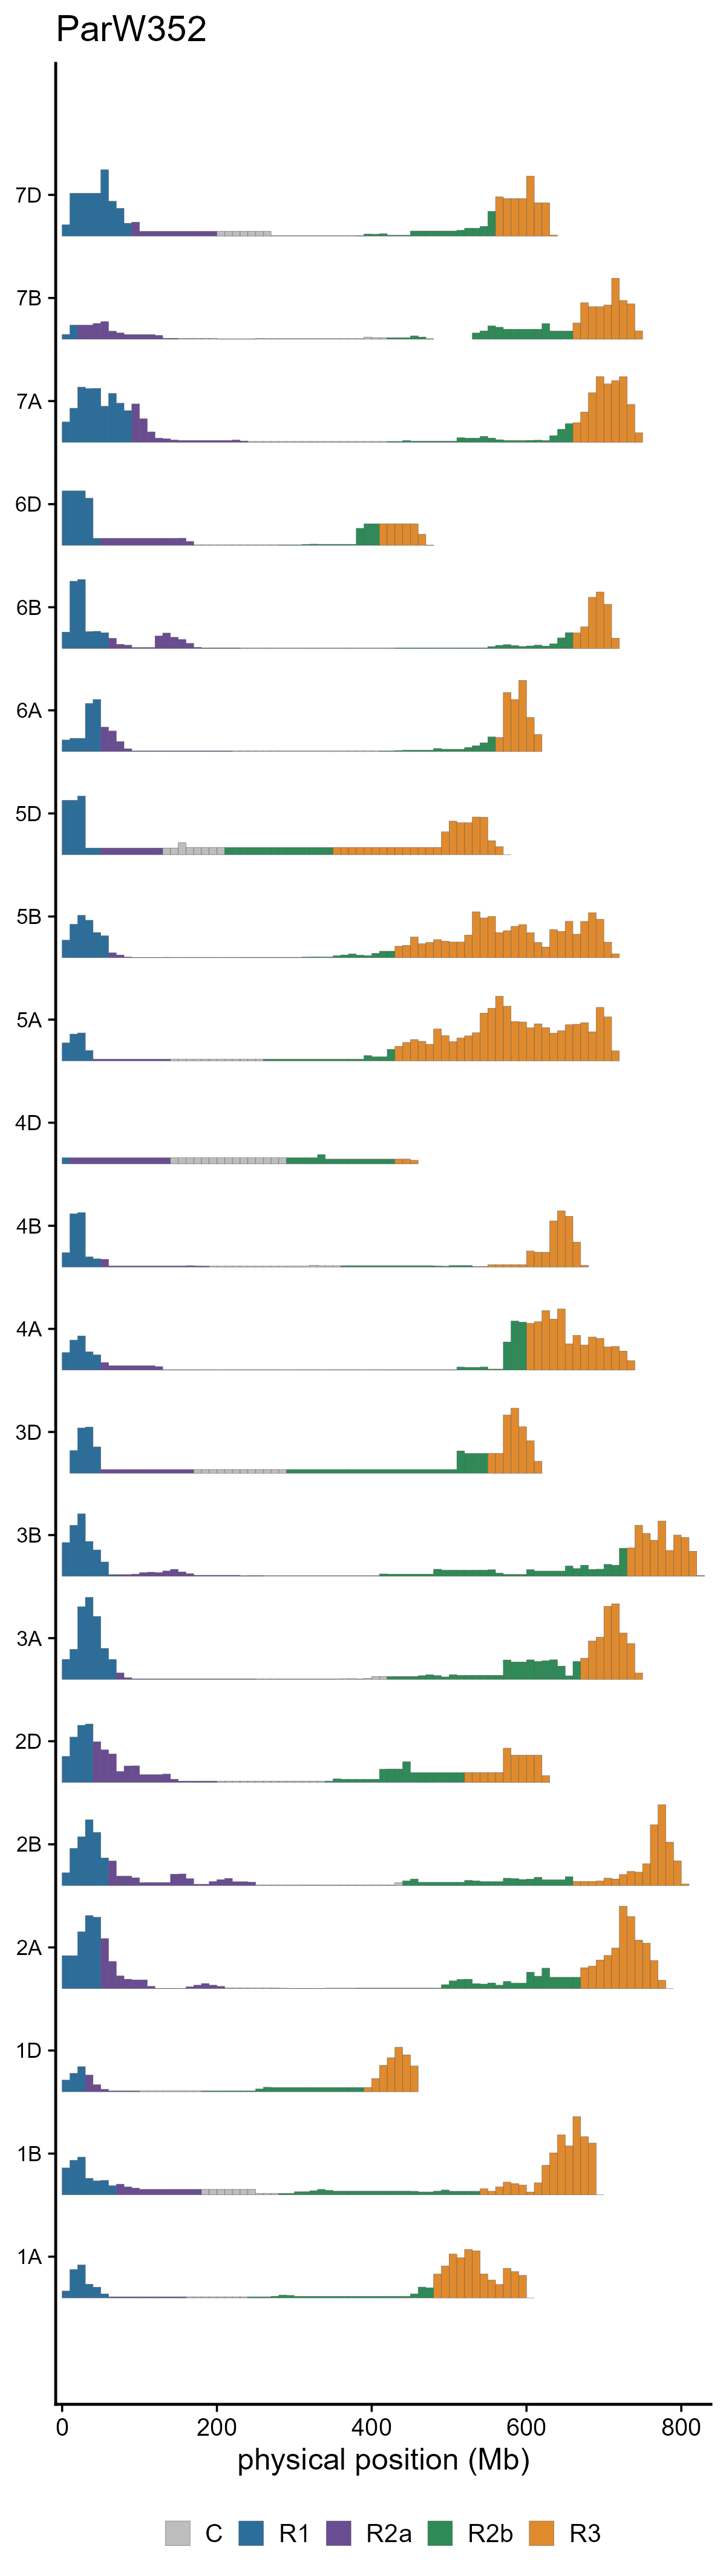 ParW352
7D
7B
7A
6D
6B
6A
5D
5B
5A
4D
4B
4A
3D
3B
3A
2D
2B
2A
1D
1B
1A
0 200 400 600 800
physical position (Mb)
C R1 R2a R2b R3